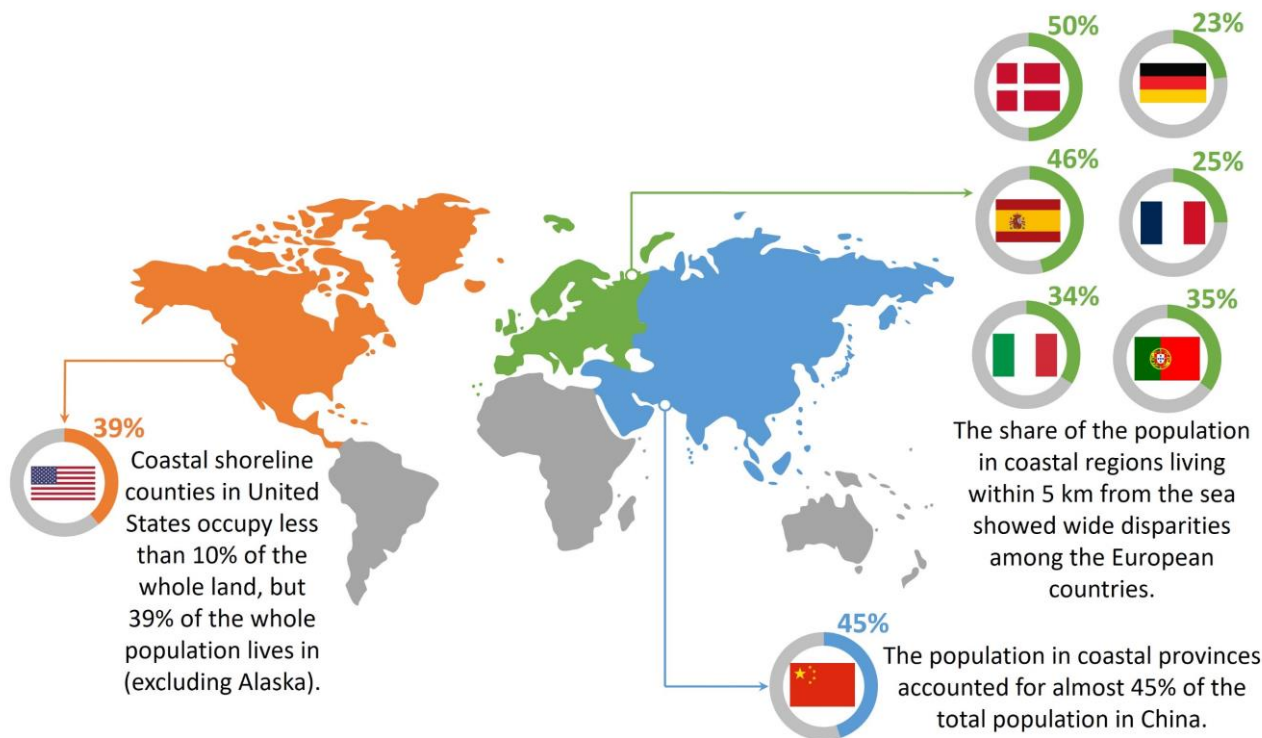 50%
23%
46%
25%
34%
35%
The share of the population
in coastal regions living
within 5 km from the sea
showed wide disparities
among the European
countries.
39%
Coastal shoreline
counties in United
States occupy less
than 10% of the
whole land, but
39% of the whole
population lives in
(excluding Alaska).
45%
The population in coastal provinces
accounted for almost 45% of the
total population in China.